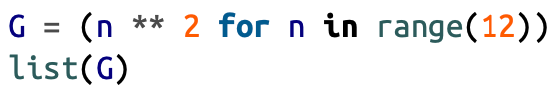 G = (n ** 2 for n in range(12))
list(G)